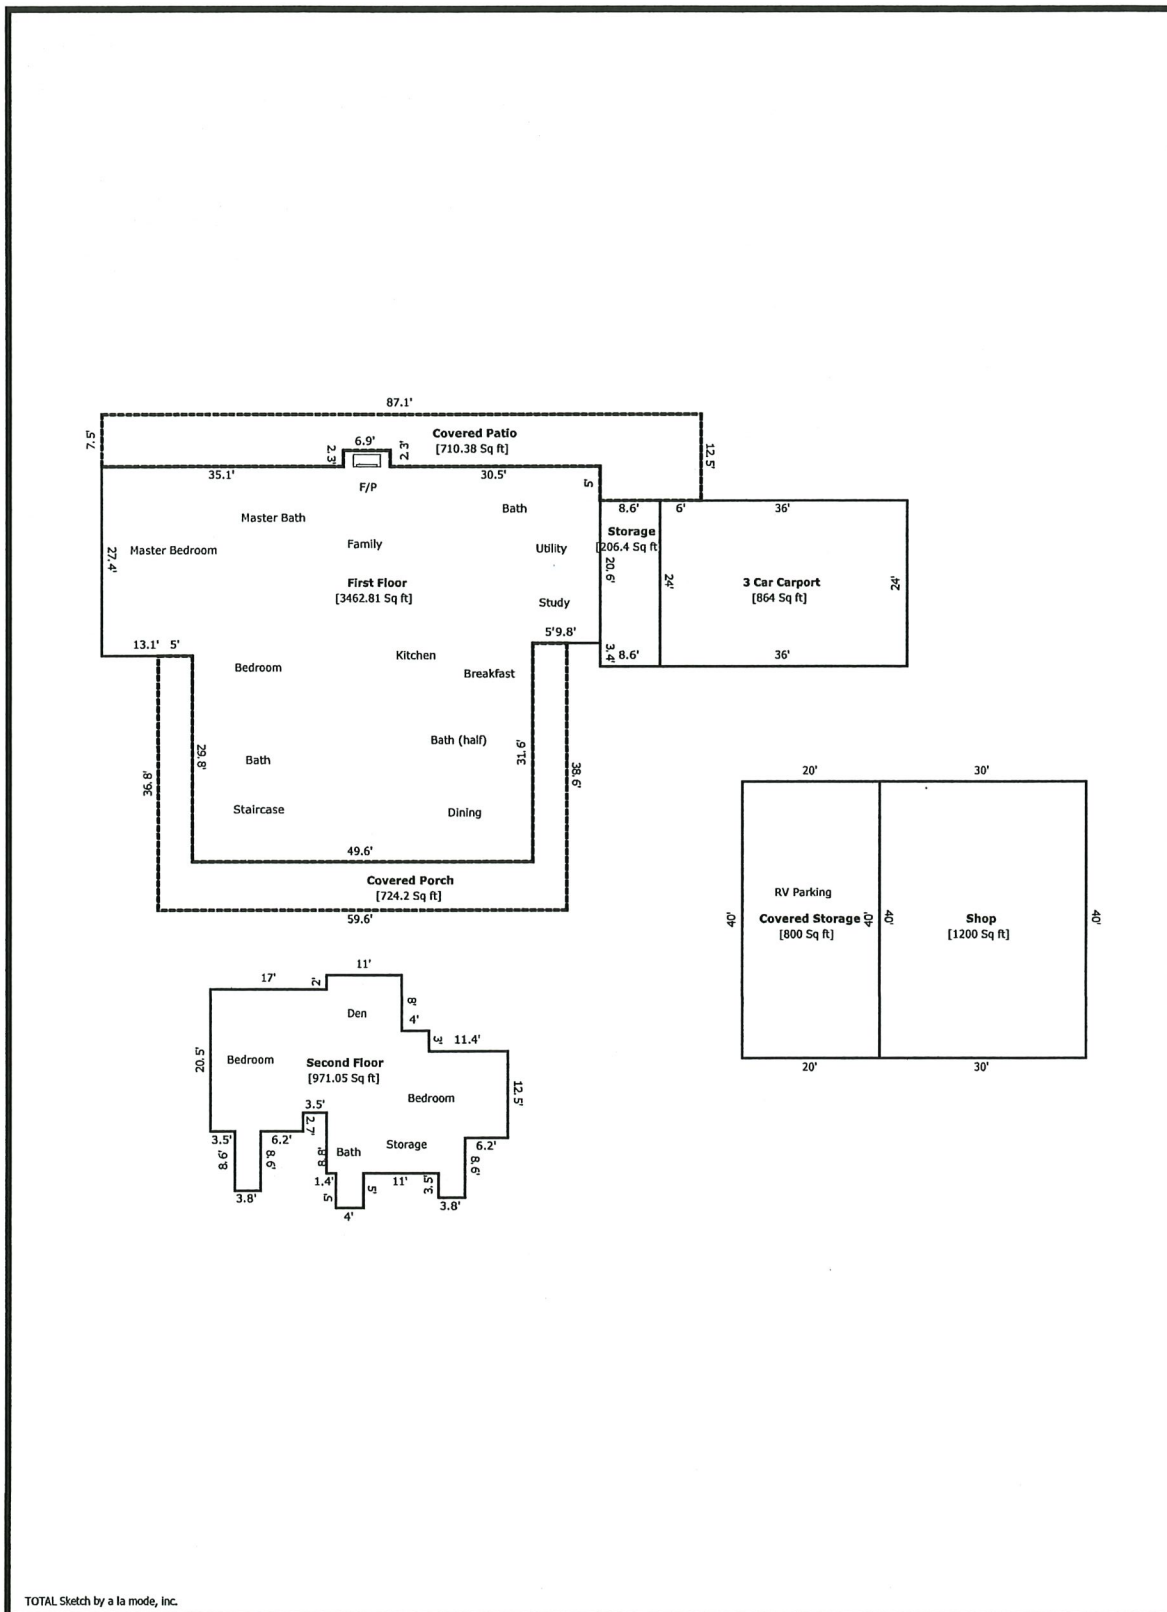 87.1'
7.5'
Covered Patio
[710.38 Sq ft]
12.5'
6.9'
2.3'
2.3'
35.1'
30.5'
5'
F/P
8.6'
6'
36'
Master Bath
Bath
Storage
[206.4 Sq ft
Master Bedroom
Family
Utility
27.4'
20.6'
24'
24'
First Floor
[3462.81 Sq ft]
3 Car Carport
[864 Sq ft]
Study
5'9.8'
13.1'
5'
3.4'
8.6'
36'
Bedroom
Kitchen
Breakfast
Bath (half)
29.8'
31.6'
Bath
36.8'
38.6'
Staircase
Dining
49.6'
Covered Porch
[724.2 Sq ft]
59.6'
20'
30'
RV Parking
40'
Covered Storage
[800 Sq ft]
40'
40'
Shop
[1200 Sq ft]
40'
20'
30'
11'
17'
2'
Den
8'
4'
3'
11.4'
20.5'
Bedroom
Second Floor
[971.05 Sq ft]
Bedroom
12.5'
3.5'
2.7'
3.5'
6.2'
8.6'
8.6'
3.8'
8.8'
Bath
Storage
6.2'
8.6'
1.4'
5'
5'
11'
3.5'
3.8'
4'
TOTAL Sketch by a la mode, inc.